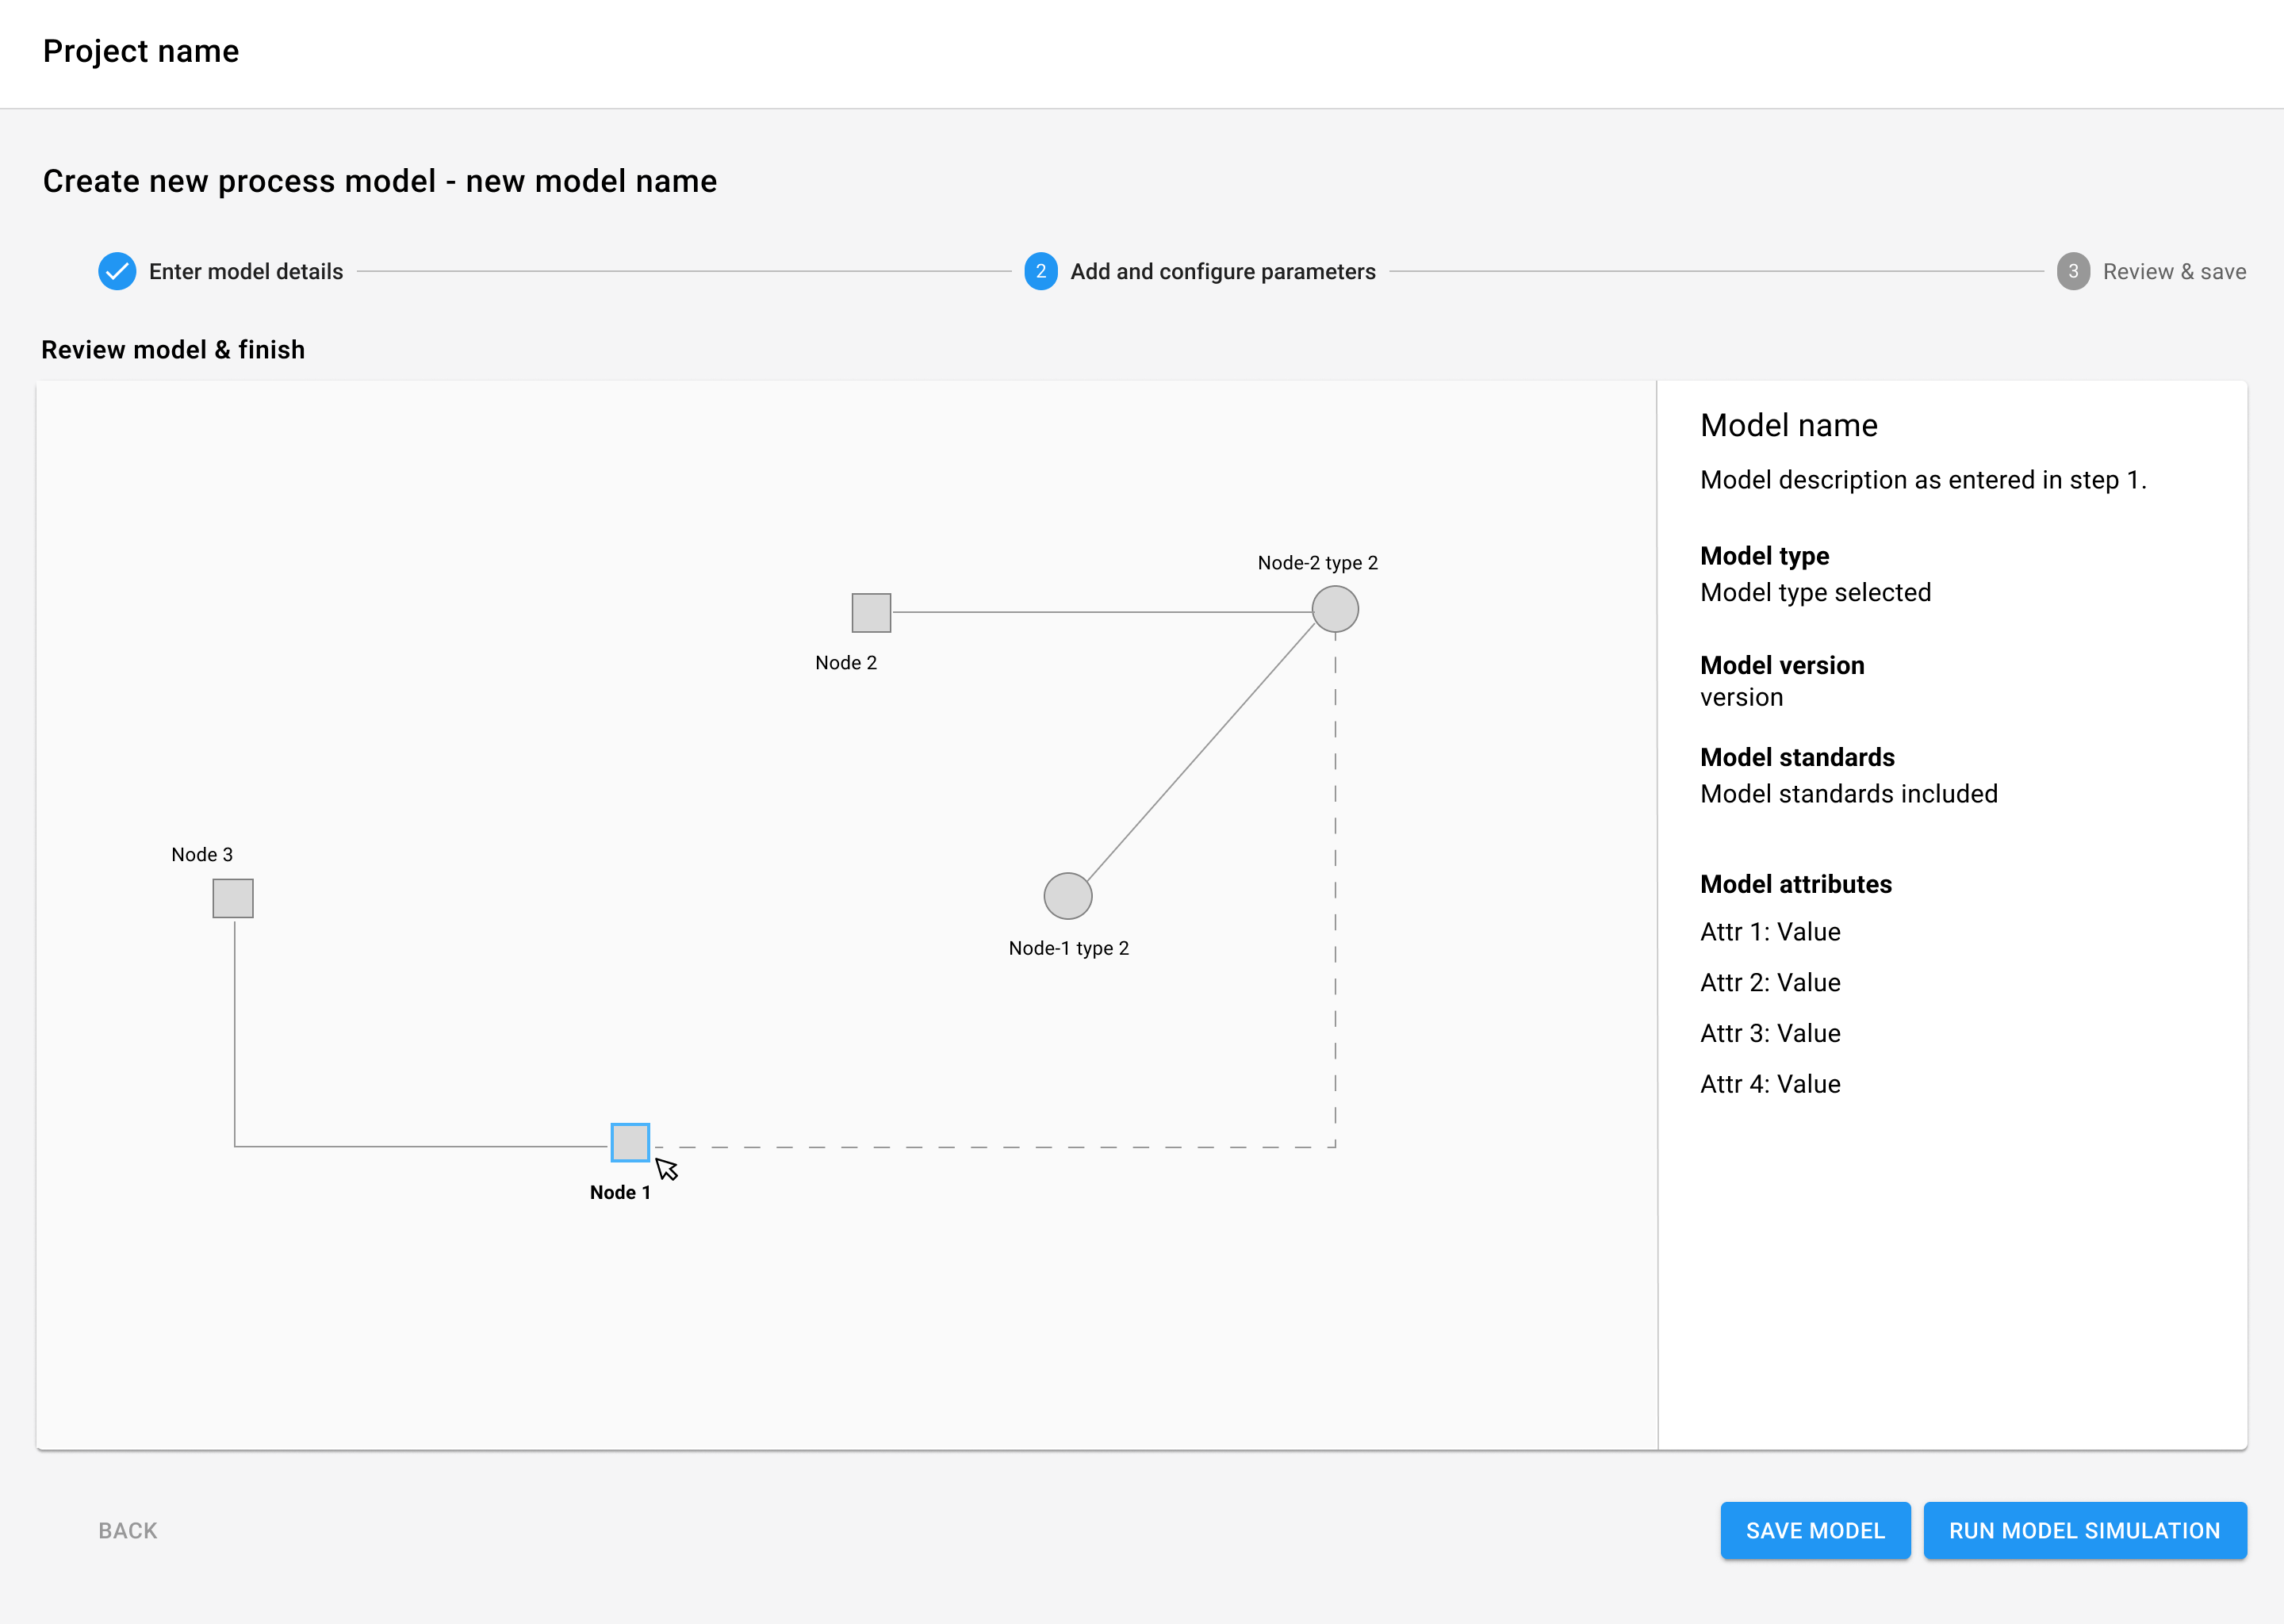 Project name
Create new process model - new model name
Enter model details
2
Add and configure parameters
3
Review & save
Review model & finish
Node-2 type 2
Node 2
Node 3
Node-1 type 2
Node 1
Model name
Model description as entered in step 1.
Model type
Model type selected
Model version
version
Model standards
Model standards included
Model attributes
Attr 1: Value
Attr 2: Value
Attr 3: Value
Attr 4: Value
BACK
SAVE MODEL
RUN MODEL SIMULATION